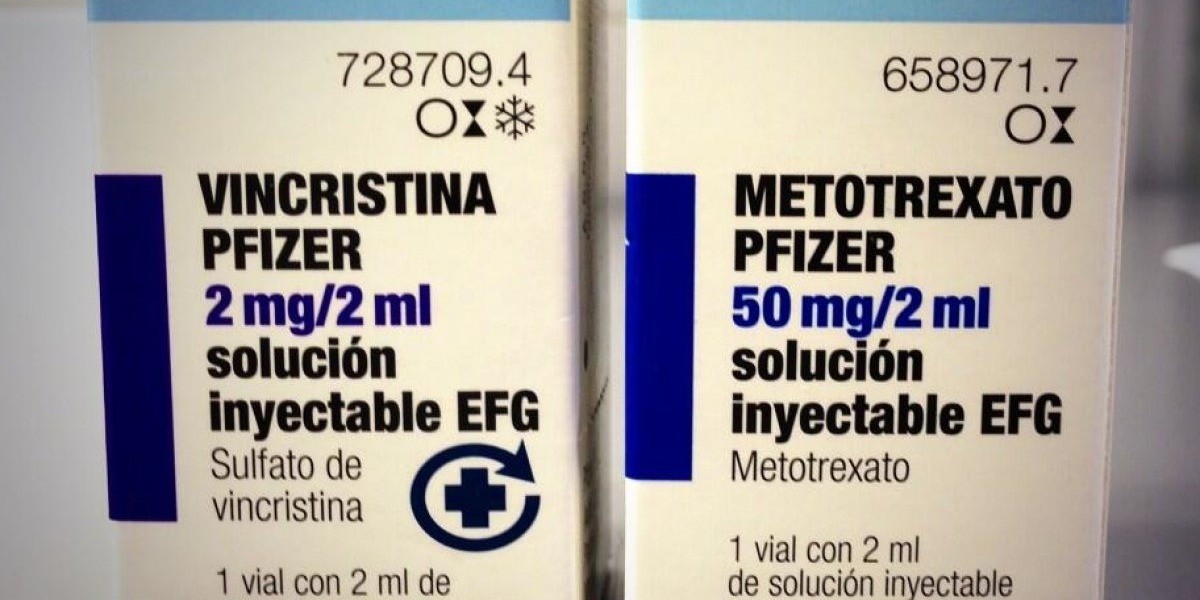 728709.4
VINCRISTINA
PFIZER
2 mg/2 ml
solución
inyectable EFG
Sulfato de
vincristina
1 vial con 2 ml de
658971.7
METOTREXATO
PFIZER
50 mg/2 ml
solución
inyectable EFG
Metotrexato
1 vial con 2 ml
de solución inyectable